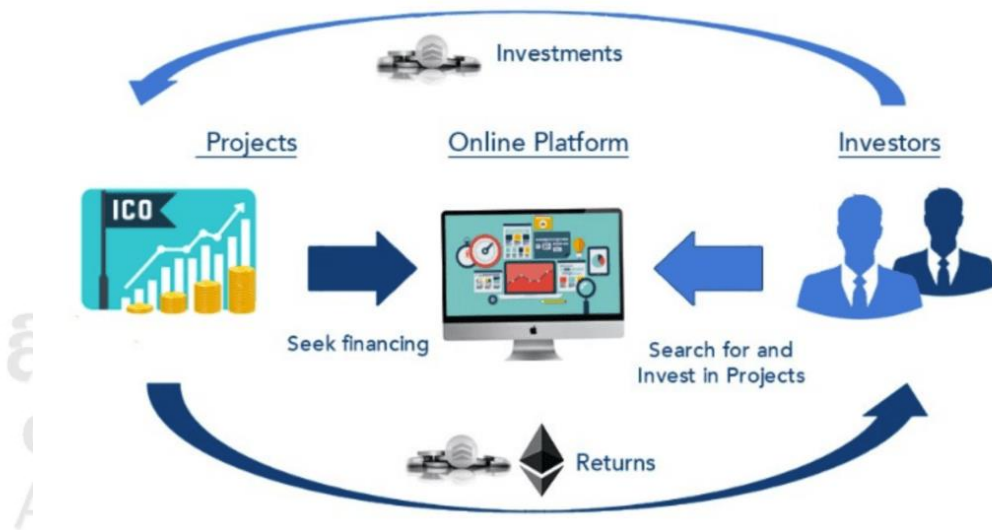 Investments
Projects
Online Platform
Investors
ICO
Seek financing
Search for and
Invest in Projects
Returns